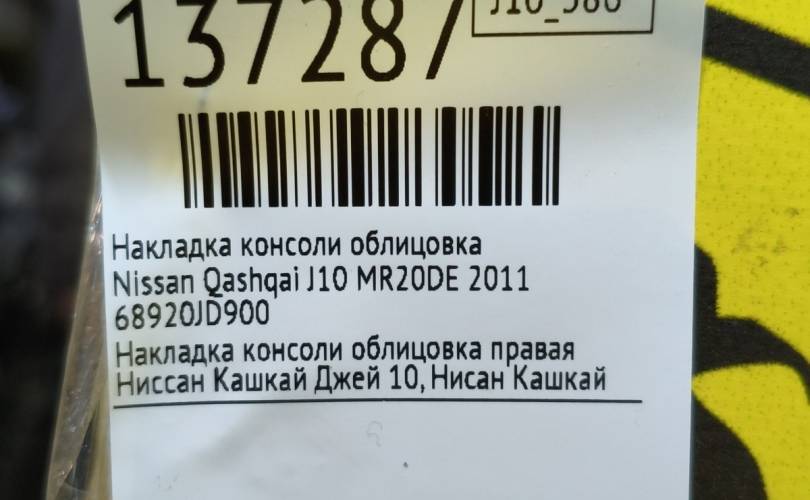 137287
J10_380
Накладка консоли облицовка
Nissan Qashqai J10 MR20DE 2011
68920JD900
Накладка консоли облицовка правая
Ниссан Кашкай Джей 10, Нисан Кашкай